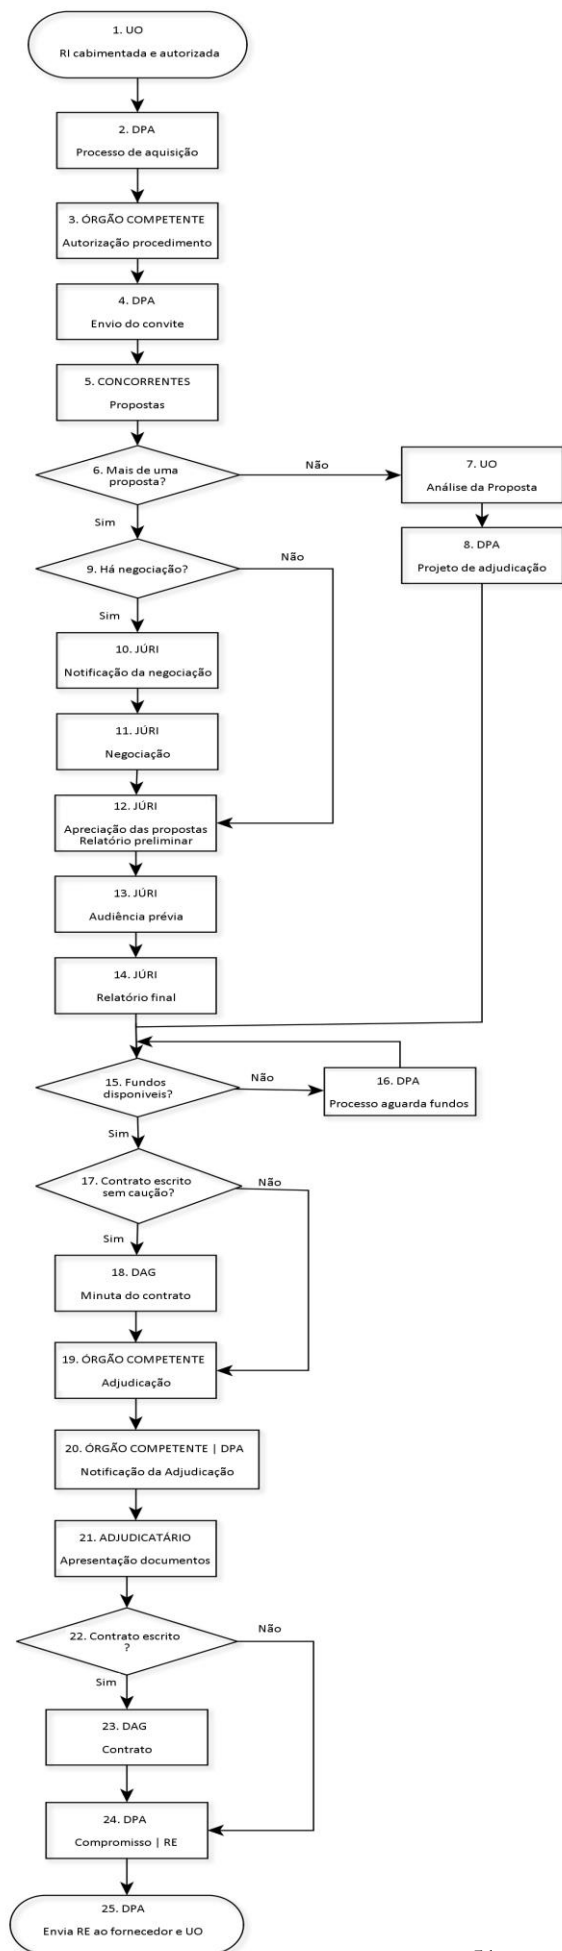 1. UO
RI cabimentada e autorizada
2. DPA
Processo de aquisição
3. ÓRGÃO COMPETENTE
Autorização procedimento
4. DPA
Envio do convite
5. CONCORRENTES
Propostas
6. Mais de uma
proposta?
Não
7. UO
Análise da Proposta
Sim
8. DPA
Projeto de adjudicação
9. Há negociação?
Não
Sim
10. JÚRI
Notificação da negociação
11. JÚRI
Negociação
12. JÚRI
Apreciação das propostas
Relatório preliminar
13. JÚRI
Audiência prévia
14. JÚRI
Relatório final
15. Fundos
disponiveis?
Não
16. DPA
Processo aguarda fundos
Sim
17. Contrato escrito
sem caução?
Não
Sim
18. DAG
Minuta do contrato
19. ÓRGÃO COMPETENTE
Adjudicação
20. ÓRGÃO COMPETENTE | DPA
Notificação da Adjudicação
21. ADJUDICATÁRIO
Apresentação documentos
22. Contrato escrito
?
Não
Sim
23. DAG
Contrato
24. DPA
Compromisso | RE
25. DPA
Envia RE ao fornecedor e UO